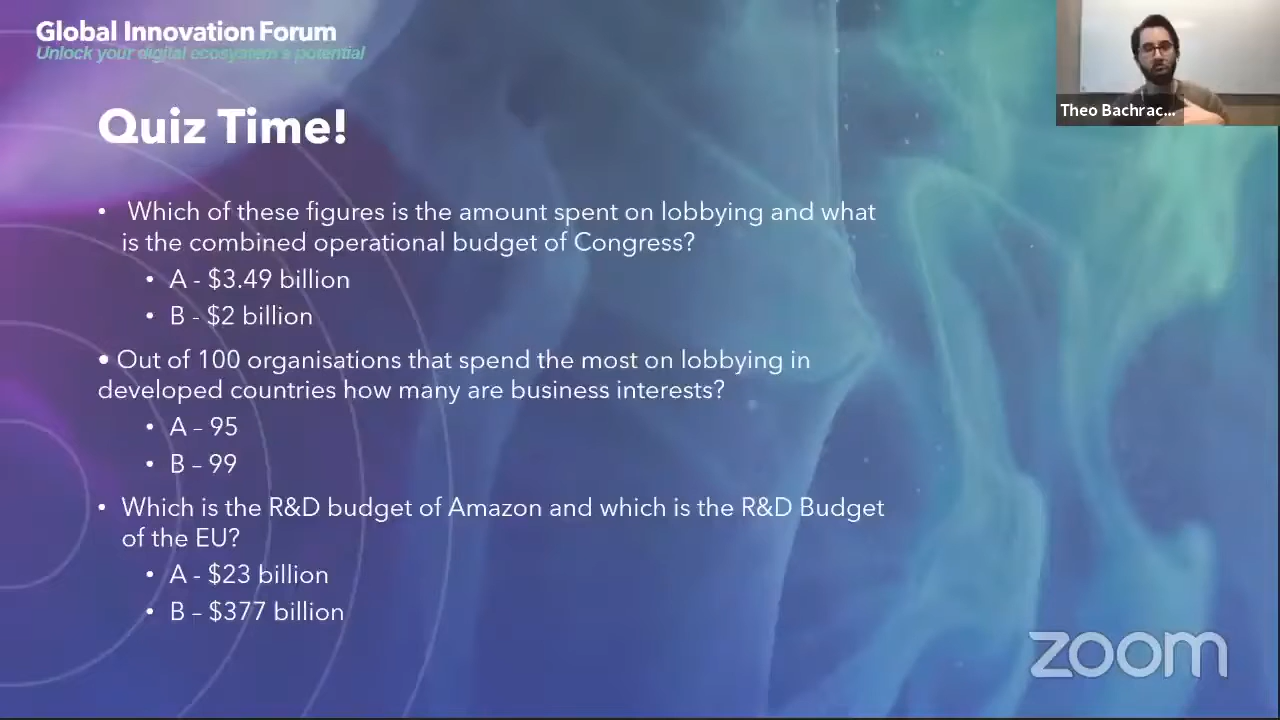 Global Innovation Forum
Unlock your digital ecosystem's potential
Theo Bachrac...
Quiz Time!
• Which of these figures is the amount spent on lobbying and what
is the combined operational budget of Congress?
• A - $3.49 billion
• B - $2 billion
• Out of 100 organisations that spend the most on lobbying in
developed countries how many are business interests?
• A – 95
• B – 99
• Which is the R&D budget of Amazon and which is the R&D Budget
of the EU?
• A - $23 billion
• B – $377 billion
zoom